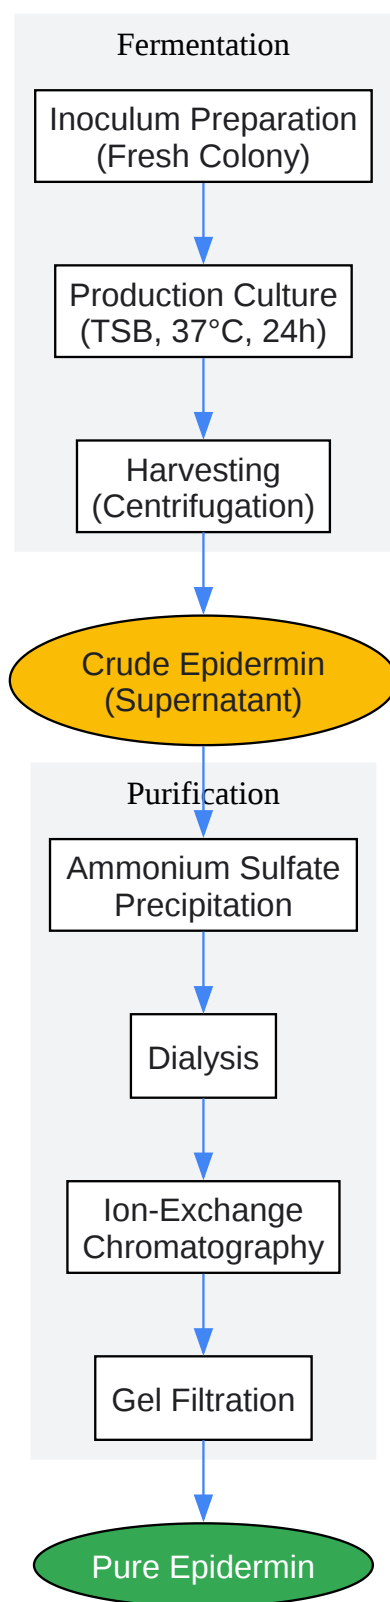 Fermentation
Inoculum Preparation
(Fresh Colony)
Production Culture
(TSB, 37°C, 24h)
Harvesting
(Centrifugation)
Crude Epidermin
(Supernatant)
Purification
Ammonium Sulfate
Precipitation
Dialysis
Ion-Exchange
Chromatography
Gel Filtration
Pure Epidermin